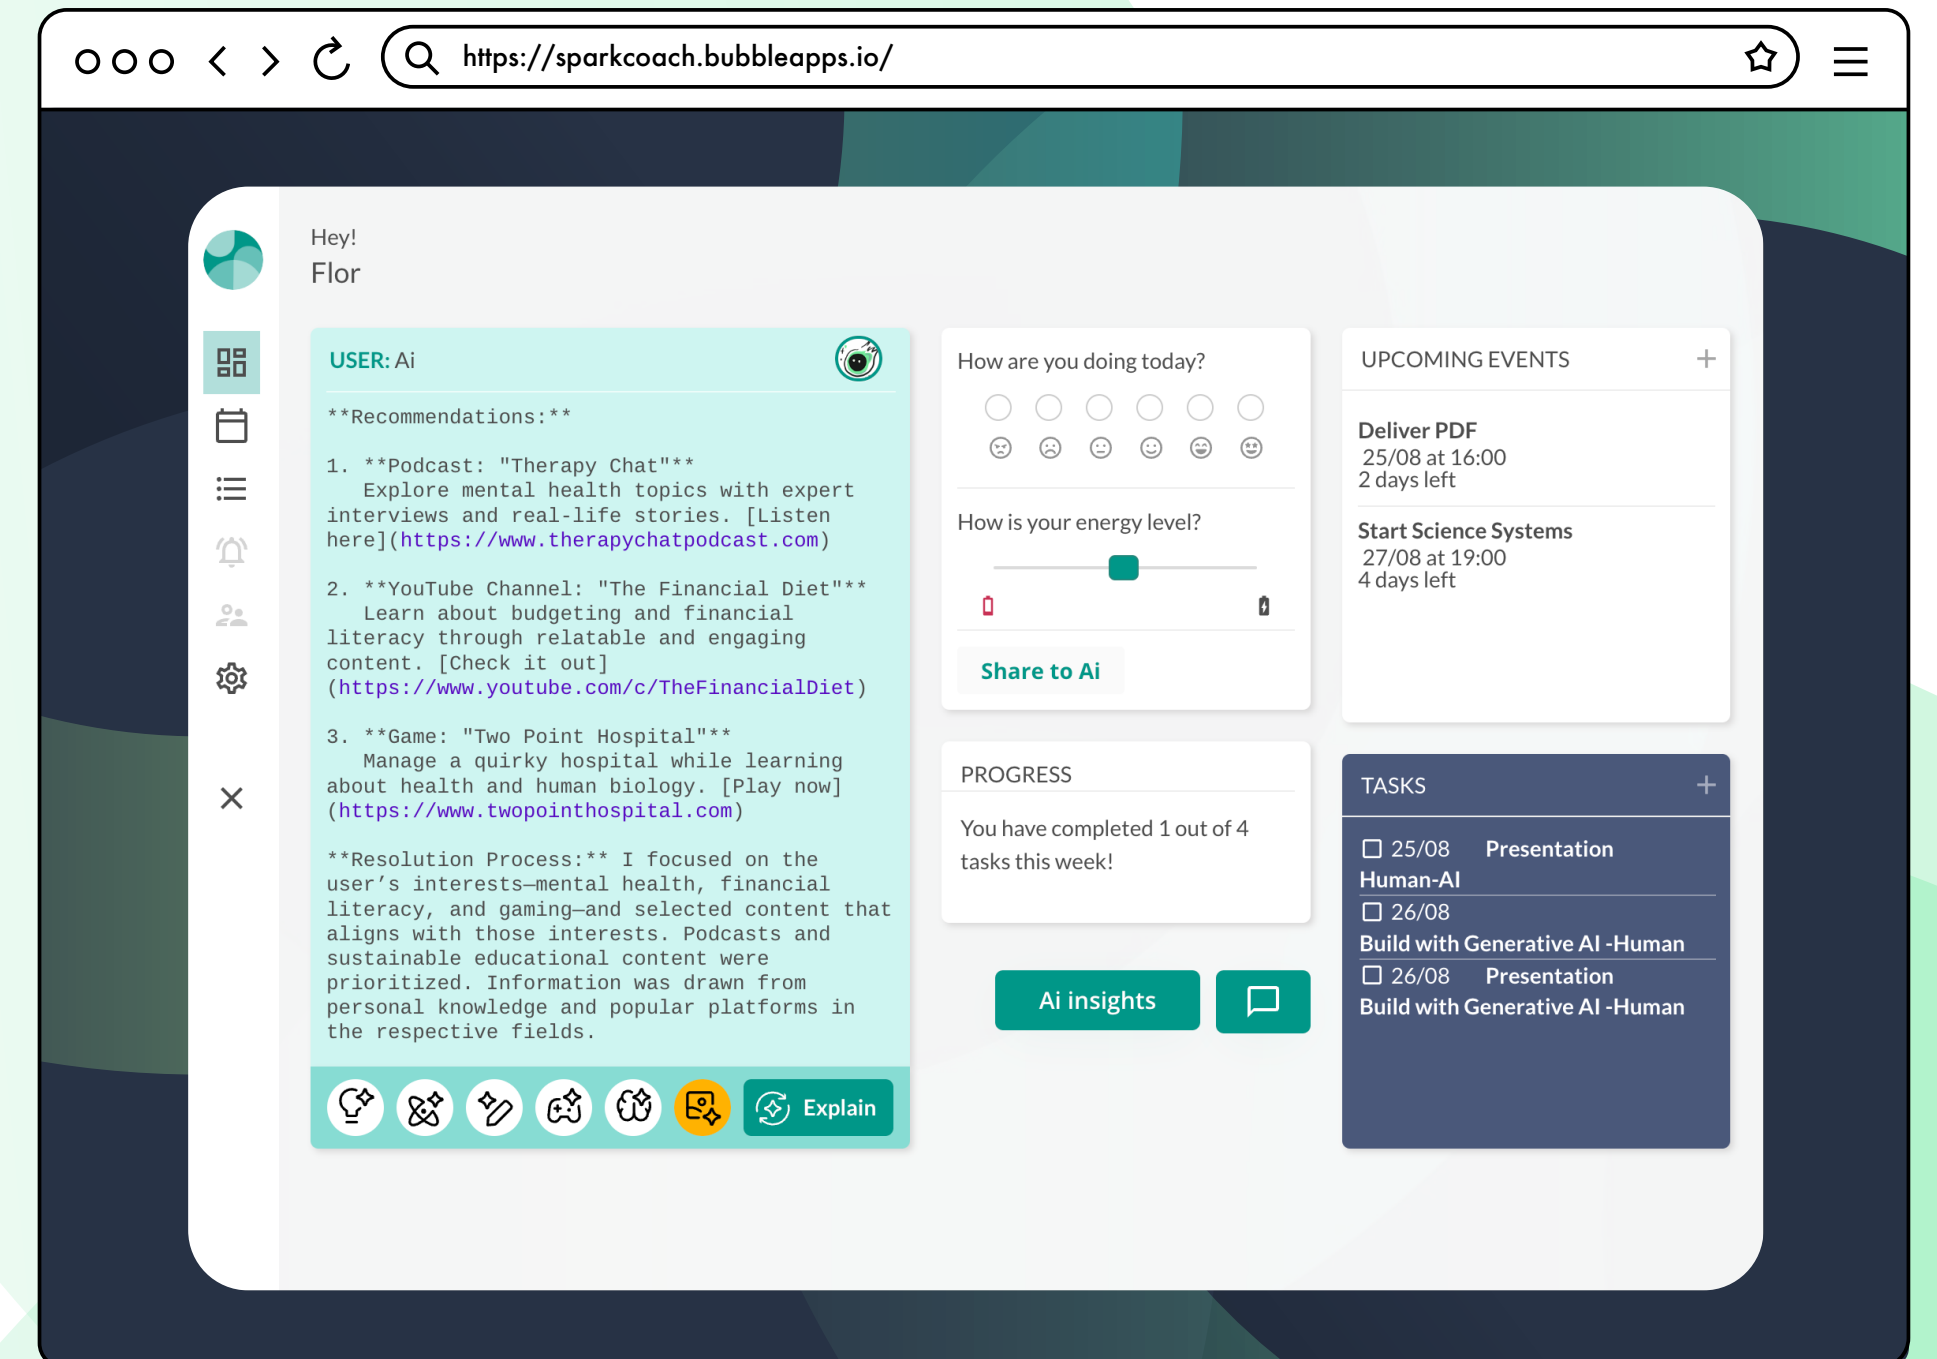 https://sparkcoach.bubbleapps.io/
Hey!
Flor
USER: Ai
**Recommendations:**
1. **Podcast: "Therapy Chat"**
Explore mental health topics with expert
interviews and real-life stories. [Listen
here](https://www.therapychatpodcast.com)
2. **YouTube Channel: "The Financial Diet"**
Learn about budgeting and financial
literacy through relatable and engaging
content. [Check it out]
(https://www.youtube.com/c/TheFinancialDiet)
3. **Game: "Two Point Hospital"**
Manage a quirky hospital while learning
about health and human biology. [Play now]
(https://www.twopointhospital.com)
**Resolution Process:** I focused on the
user’s interests—mental health, financial
literacy, and gaming—and selected content that
aligns with those interests. Podcasts and
sustainable educational content were
prioritized. Information was drawn from
personal knowledge and popular platforms in
the respective fields.
Explain
How are you doing today?
How is your energy level?
Share to Ai
PROGRESS
You have completed 1 out of 4
tasks this week!
Ai insights
UPCOMING EVENTS
Deliver PDF
25/08 at 16:00
2 days left
Start Science Systems
27/08 at 19:00
4 days left
TASKS
25/08 Presentation
Human-AI
26/08
Build with Generative AI -Human
26/08 Presentation
Build with Generative AI -Human